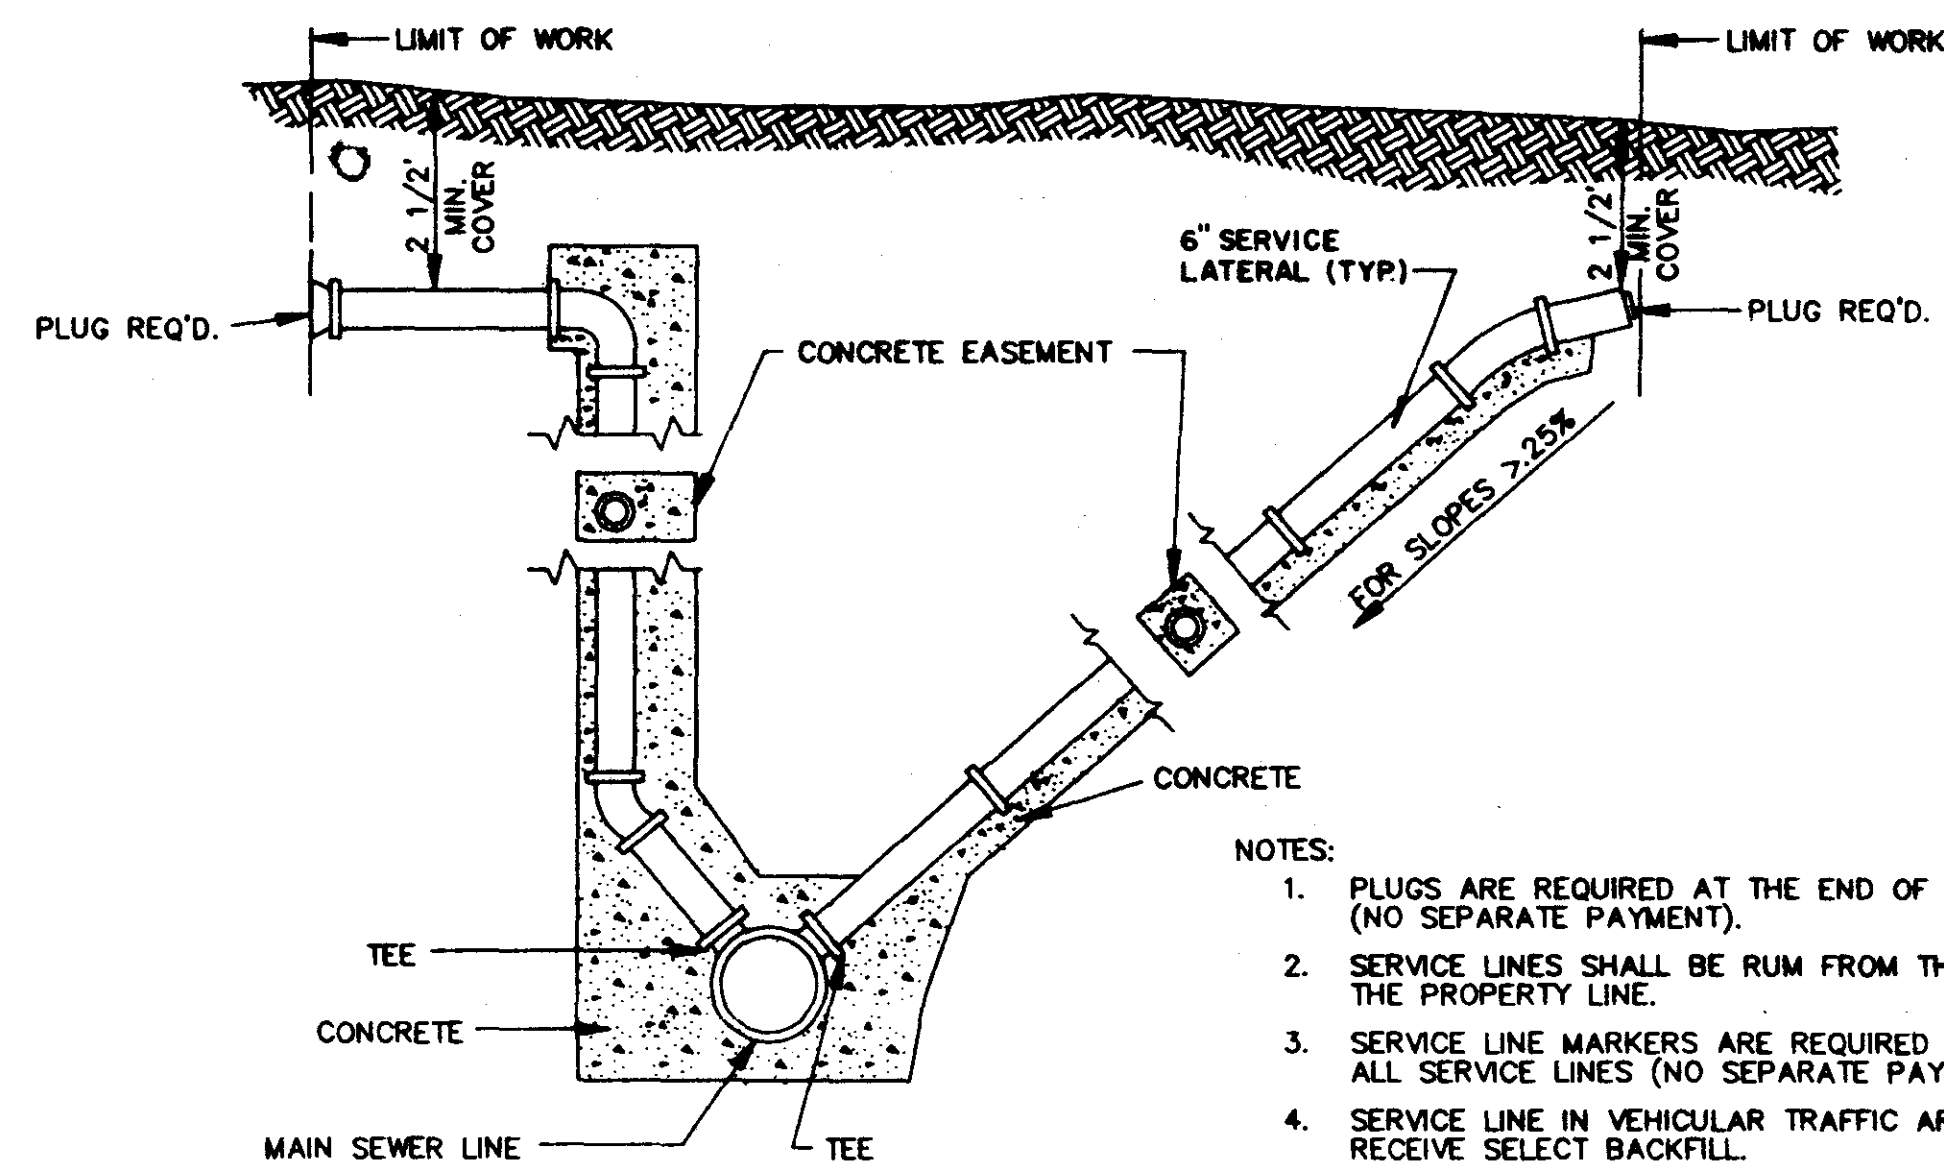 LIMIT OF WORK
LIMIT OF WORK
2 1/2'
MIN.
COVER
2 1/2'
MIN.
COVER
6" SERVICE
LATERAL (TYP.)
PLUG REQ'D.
PLUG REQ'D.
CONCRETE EASEMENT
FOR SLOPES >.25%
CONCRETE
TEE
CONCRETE
MAIN SEWER LINE
TEE
NOTES:
1. PLUGS ARE REQUIRED AT THE END OF
(NO SEPARATE PAYMENT).
2. SERVICE LINES SHALL BE RUM FROM TH
THE PROPERTY LINE.
3. SERVICE LINE MARKERS ARE REQUIRED
ALL SERVICE LINES (NO SEPARATE PAY
4. SERVICE LINE IN VEHICULAR TRAFFIC AR
RECEIVE SELECT BACKFILL.